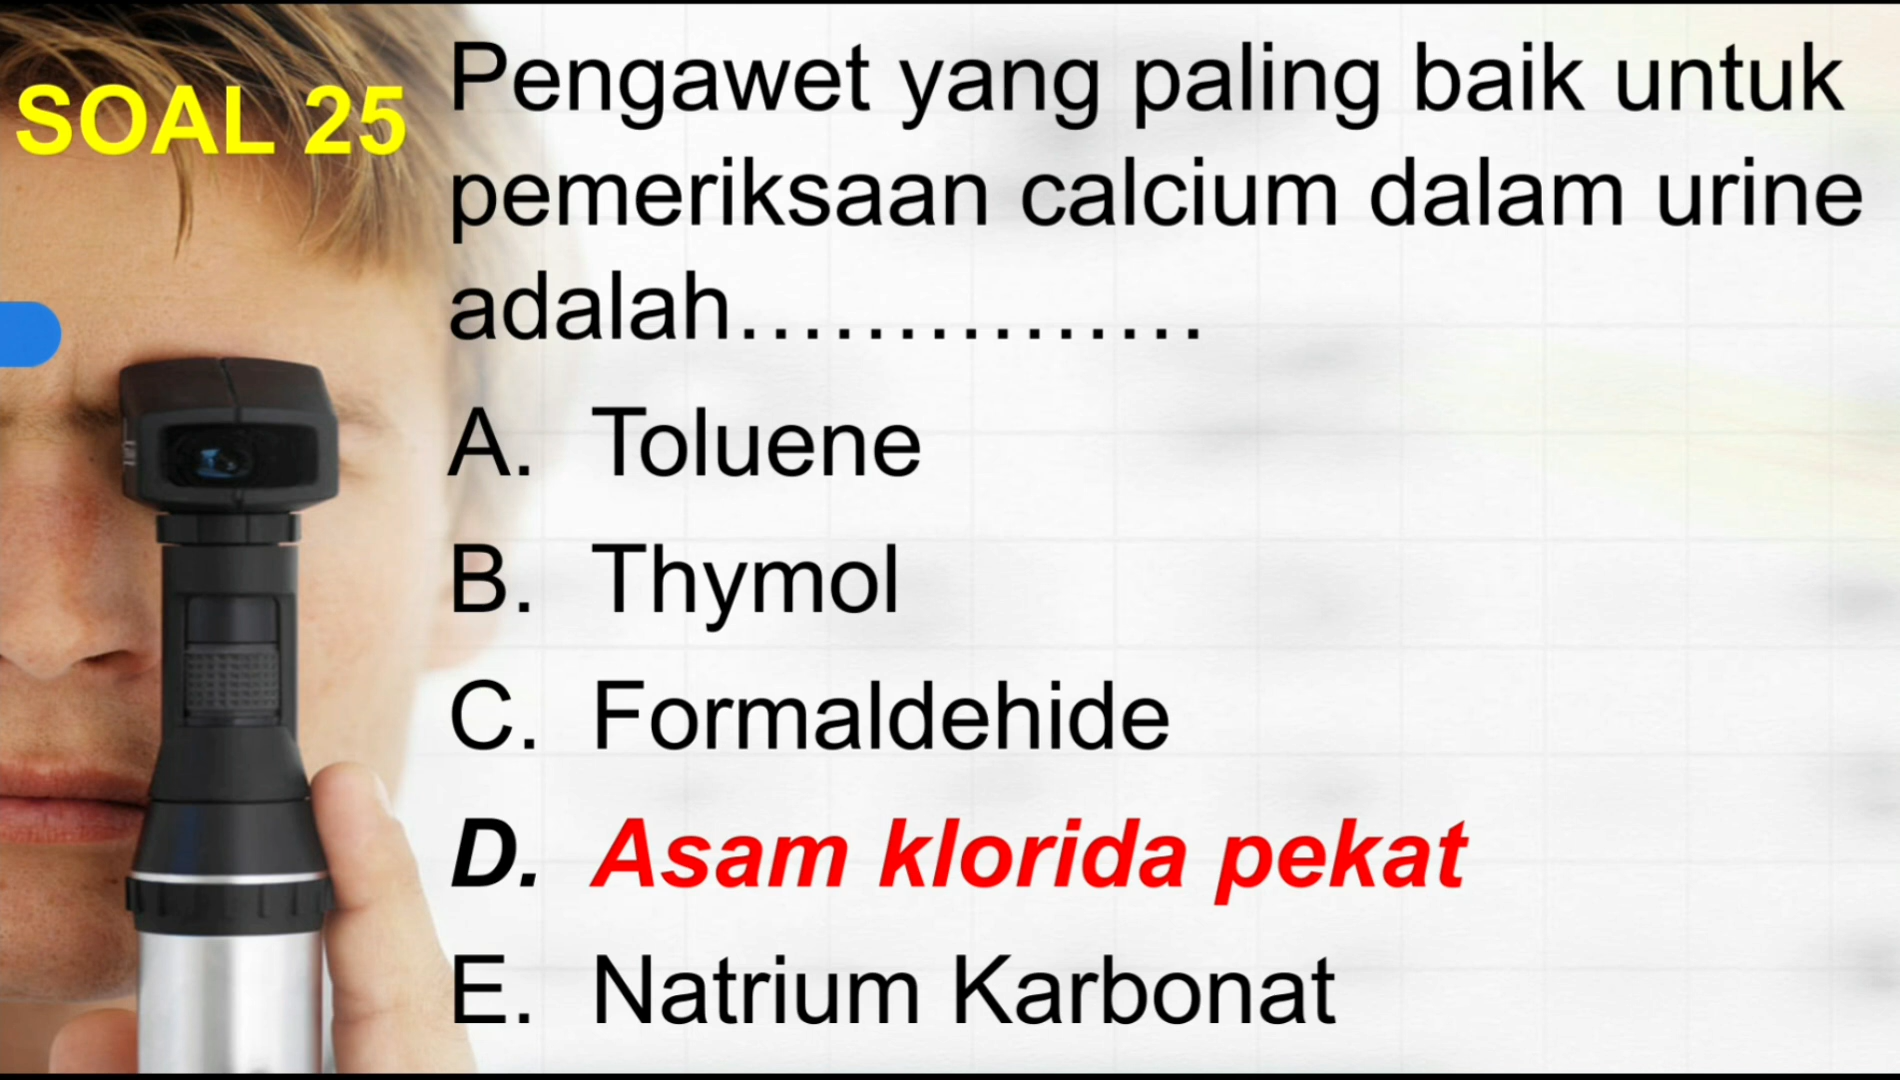 SOAL 25
Pengawet yang paling baik untuk
pemeriksaan calcium dalam urine
adalah...............
A. Toluene
B. Thymol
C. Formaldehide
D. Asam klorida pekat
E. Natrium Karbonat